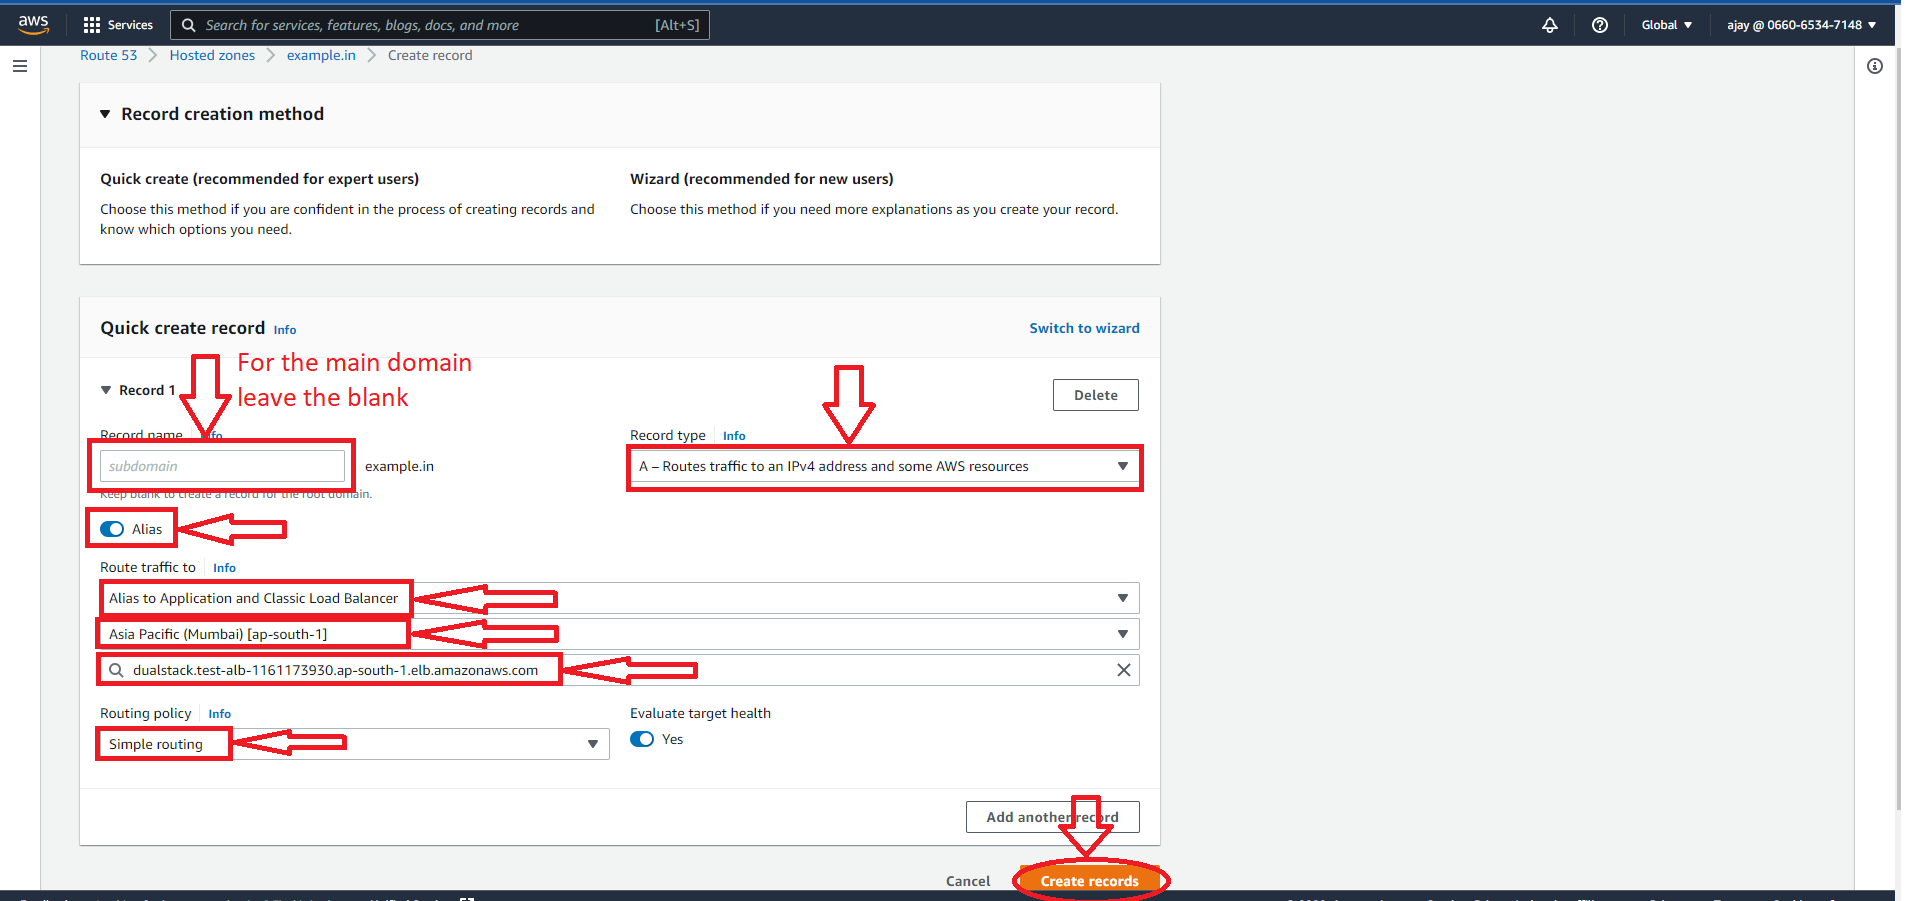 aws
Services
Search for services, features, blogs, docs, and more
[Alt+S]
Global
ajay @ 0660-6534-7148
Route 53
Hosted zones
example.in
Create record
Record creation method
Quick create (recommended for expert users)
Choose this method if you are confident in the process of creating records and
know which options you need.
Wizard (recommended for new users)
Choose this method if you need more explanations as you create your record.
Quick create record Info
Switch to wizard
For the main domain
leave the blank
Record 1
Delete
Record name Info
subdomain
example.in
Keep blank to create a record for the root domain.
Record type Info
A – Routes traffic to an IPv4 address and some AWS resources
Alias
Route traffic to Info
Alias to Application and Classic Load Balancer
Asia Pacific (Mumbai) [ap-south-1]
dualstack.test-alb-1161173930.ap-south-1.elb.amazonaws.com
Routing policy Info
Simple routing
Evaluate target health
Yes
Add another record
Cancel
Create records